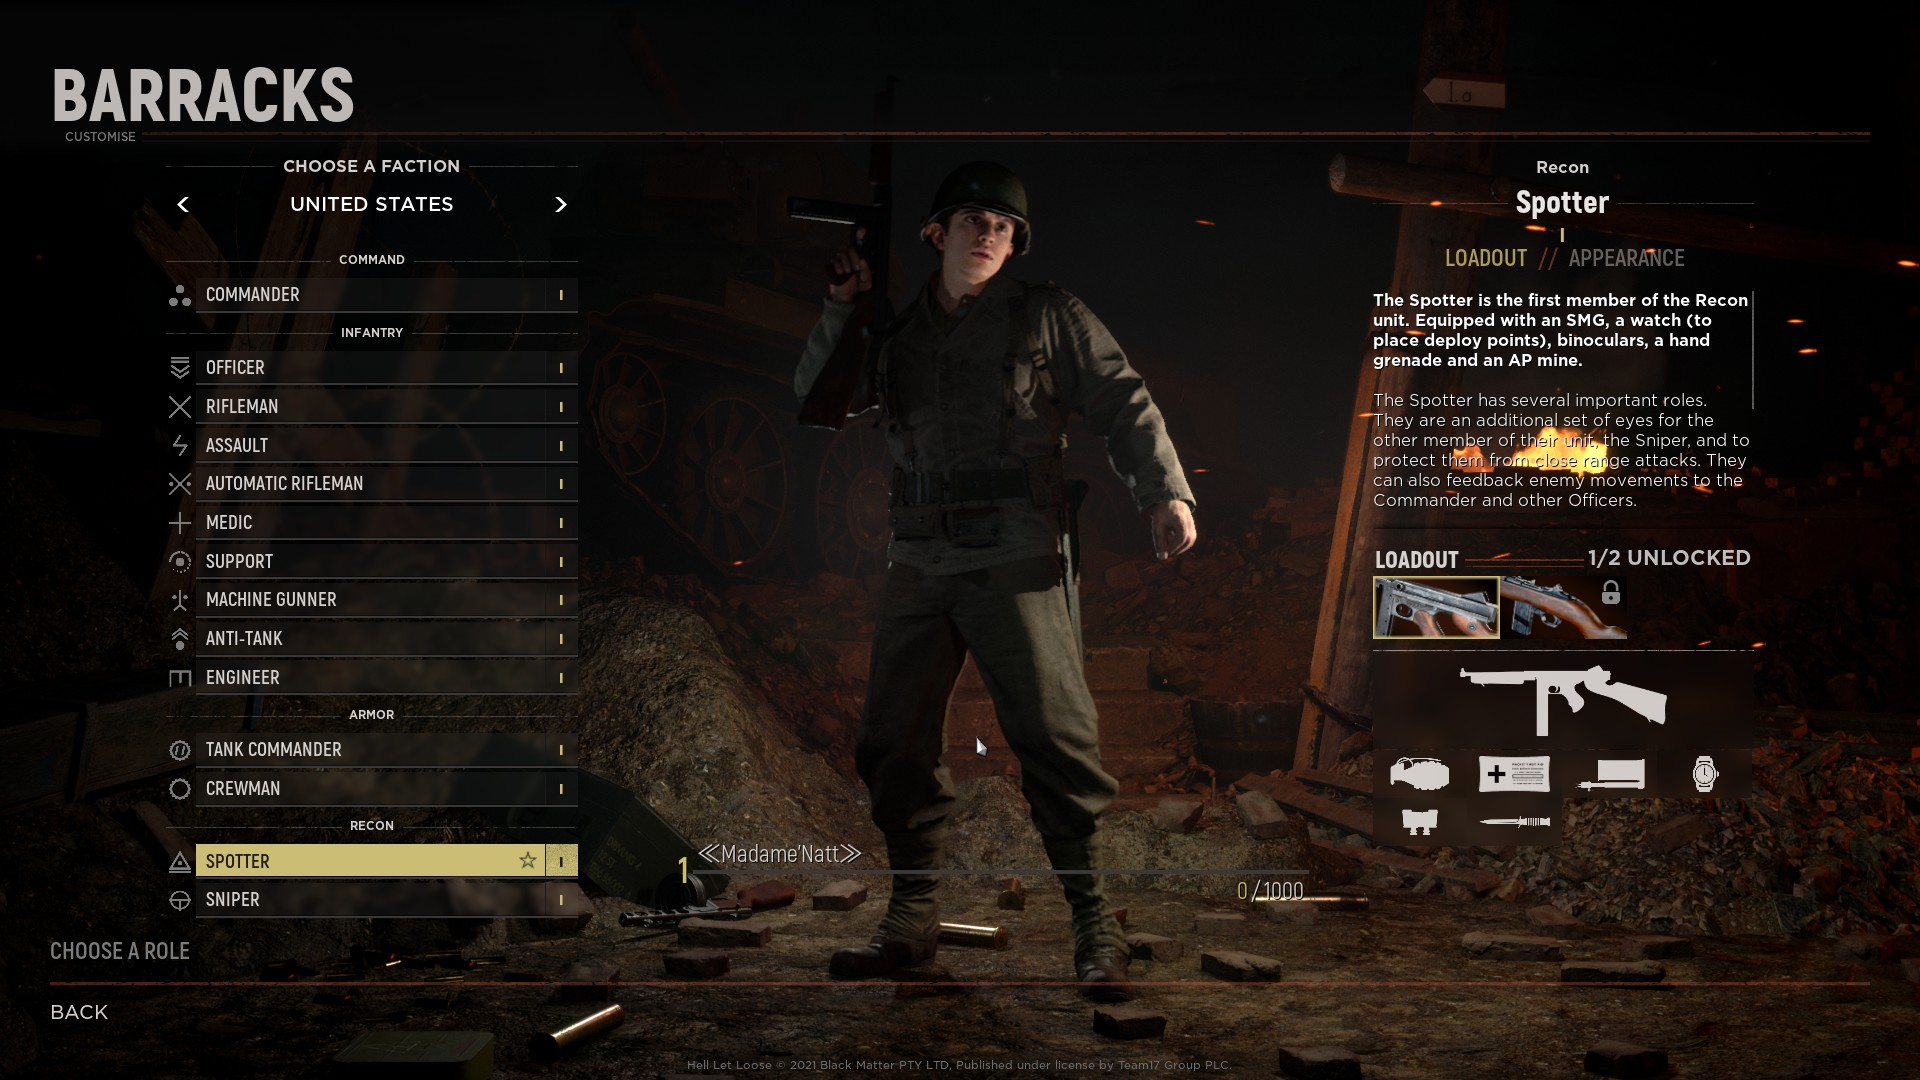 BARRACKS
CUSTOMISE
CHOOSE A FACTION
UNITED STATES
COMMAND
COMMANDER I
INFANTRY
OFFICER I
RIFLEMAN I
ASSAULT I
AUTOMATIC RIFLEMAN I
MEDIC I
SUPPORT I
MACHINE GUNNER I
ANTI-TANK I
ENGINEER I
ARMOR
TANK COMMANDER I
CREWMAN I
RECON
SPOTTER I
SNIPER I
CHOOSE A ROLE
BACK
La
1
≪Madame'Natt≫
0/1000
Recon
Spotter
I
LOADOUT // APPEARANCE
The Spotter is the first member of the Recon
unit. Equipped with an SMG, a watch (to
place deploy points), binoculars, a hand
grenade and an AP mine.
The Spotter has several important roles.
They are an additional set of eyes for the
other member of their unit, the Sniper, and to
protect them from close range attacks. They
can also feedback enemy movements to the
Commander and other Officers.
LOADOUT 1/2 UNLOCKED
Hell Let Loose © 2021 Black Matter PTY LTD, Published under license by Team17 Group PLC.